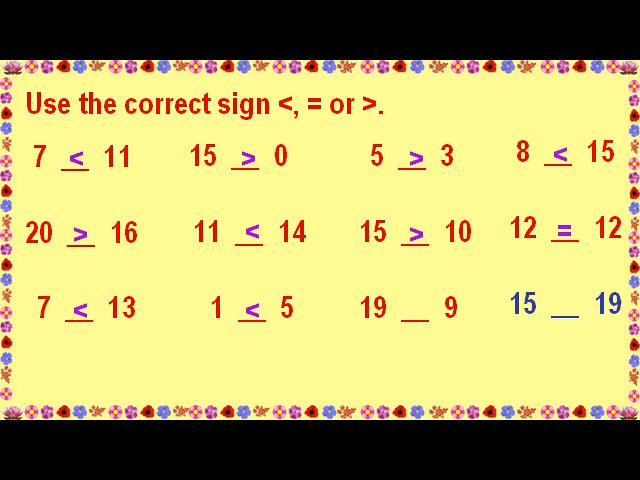 Use the correct sign <, = or >.
7 < 11 15 > 0 5 > 3 8 < 15
20 > 16 11 < 14 15 > 10 12 = 12
7 < 13 1 < 5 19 __ 9 15 __ 19